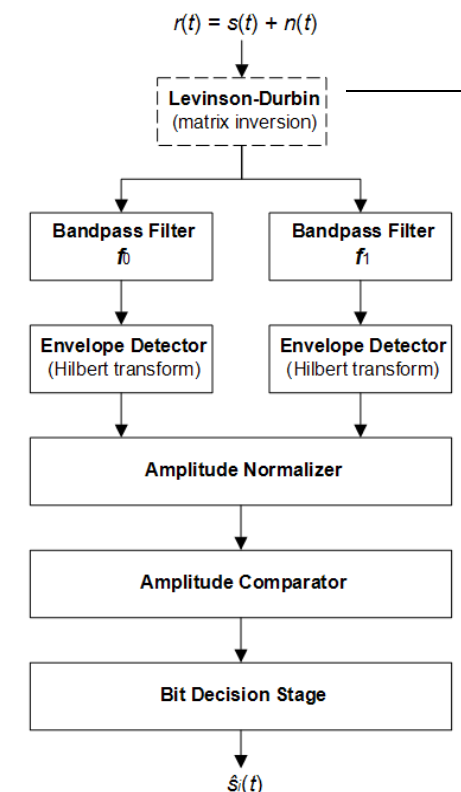 r(t) = s(t) + n(t)
Levinson-Durbin
(matrix inversion)
Bandpass Filter
f0
Bandpass Filter
f1
Envelope Detector
(Hilbert transform)
Envelope Detector
(Hilbert transform)
Amplitude Normalizer
Amplitude Comparator
Bit Decision Stage
ŝi(t)